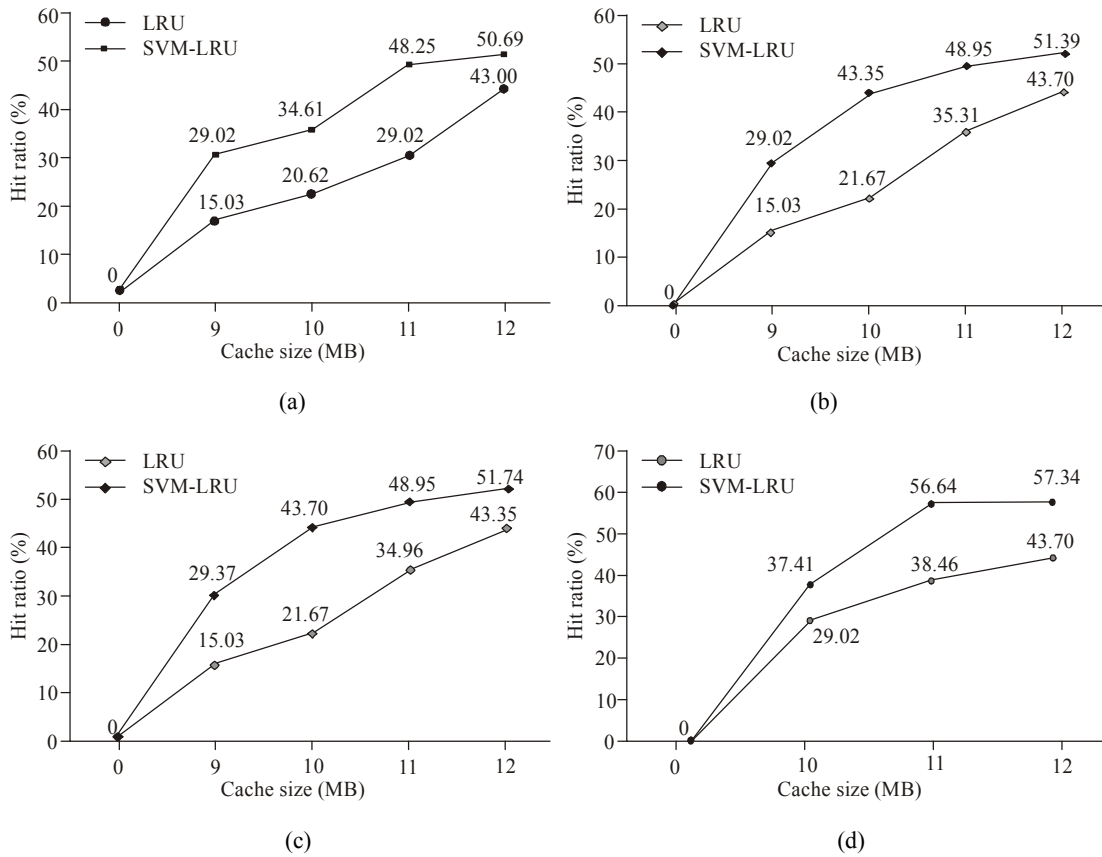 60
50
40
30
20
10
0
Hit ratio (%)
LRU
SVM-LRU
0
29.02
34.61
48.25
50.69
15.03
20.62
29.02
43.00
0 9 10 11 12
Cache size (MB)
(a)
60
50
40
30
20
10
0
Hit ratio (%)
LRU
SVM-LRU
0
29.02
43.35
48.95
51.39
15.03
21.67
35.31
43.70
0 9 10 11 12
Cache size (MB)
(b)
60
50
40
30
20
10
0
Hit ratio (%)
LRU
SVM-LRU
0
29.37
43.70
48.95
51.74
15.03
21.67
34.96
43.35
0 9 10 11 12
Cache size (MB)
(c)
70
60
50
40
30
20
10
0
Hit ratio (%)
LRU
SVM-LRU
0
37.41
56.64
57.34
29.02
38.46
43.70
0 10 11 12
Cache size (MB)
(d)